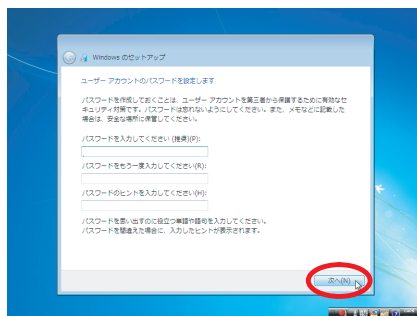 Windows のセットアップ
ユーザー アカウントのパスワードを設定します
パスワードを作成しておくことは、ユーザー アカウントを第三者から保護するために有効なセ
キュリティ対策です。パスワードは忘れないようにしてください。また、メモなどに記載した
場合は、安全な場所に保管してください。
パスワードを入力してください (推奨)(P):
パスワードをもう一度入力してください(R):
パスワードのヒントを入力してください(H):
パスワードを思い出すのに役立つ単語や語句を入力してください。
パスワードを間違えた場合に、入力したヒントが表示されます。
次へ(N)